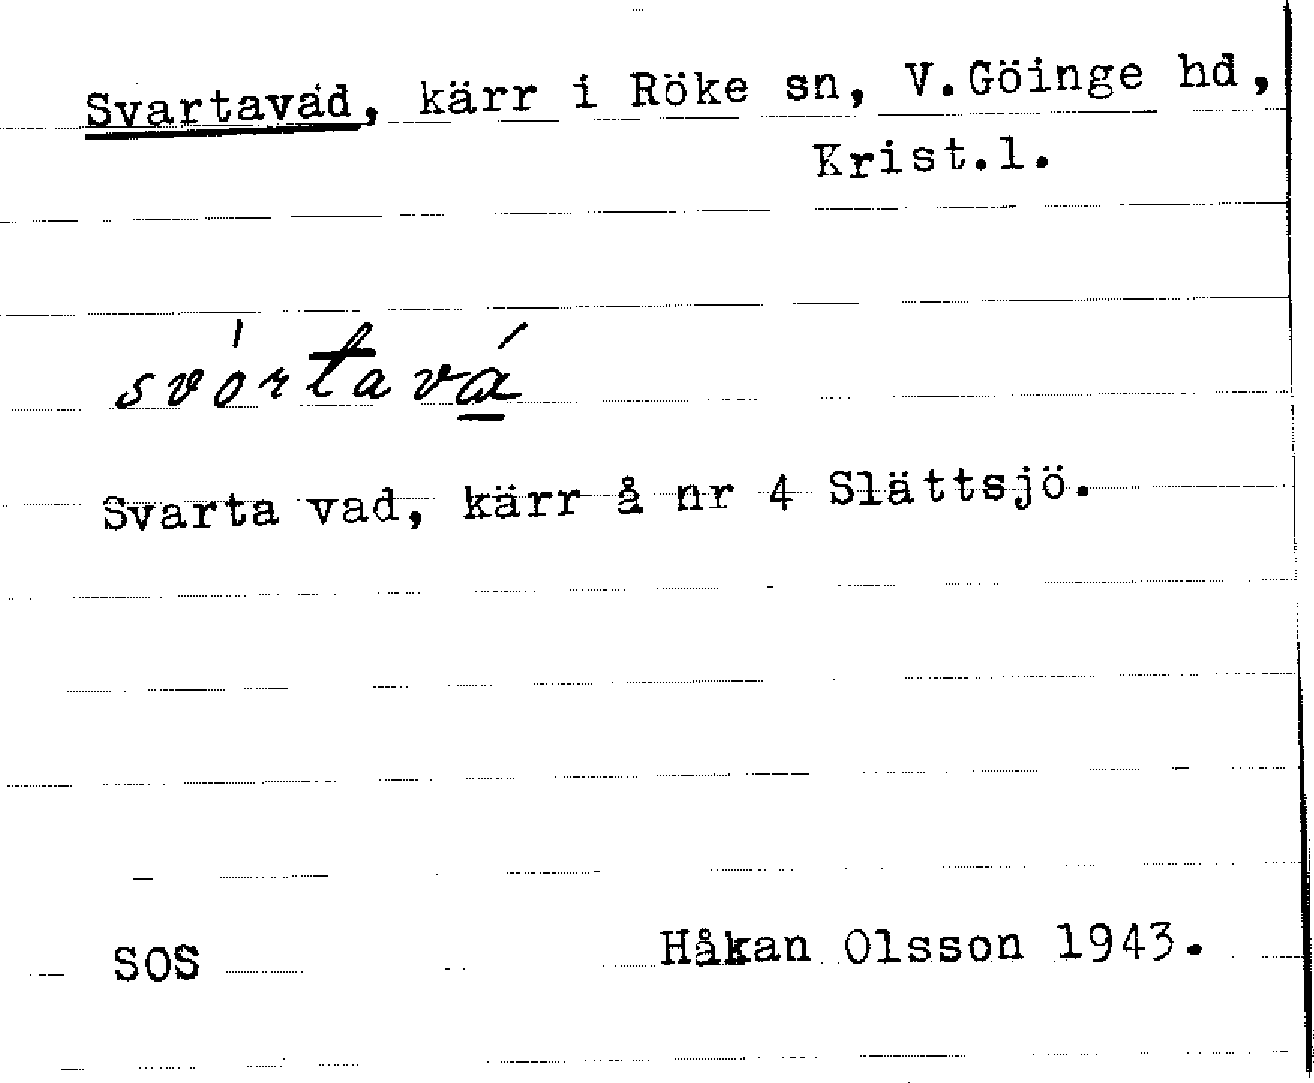 Svartavad, kärr i Röke sn, V.Göinge hd,
Krist.l.
svórtavá
Svarta vad, kärr å nr 4 Slättsjö.
SOS Håkan Olsson 1943.